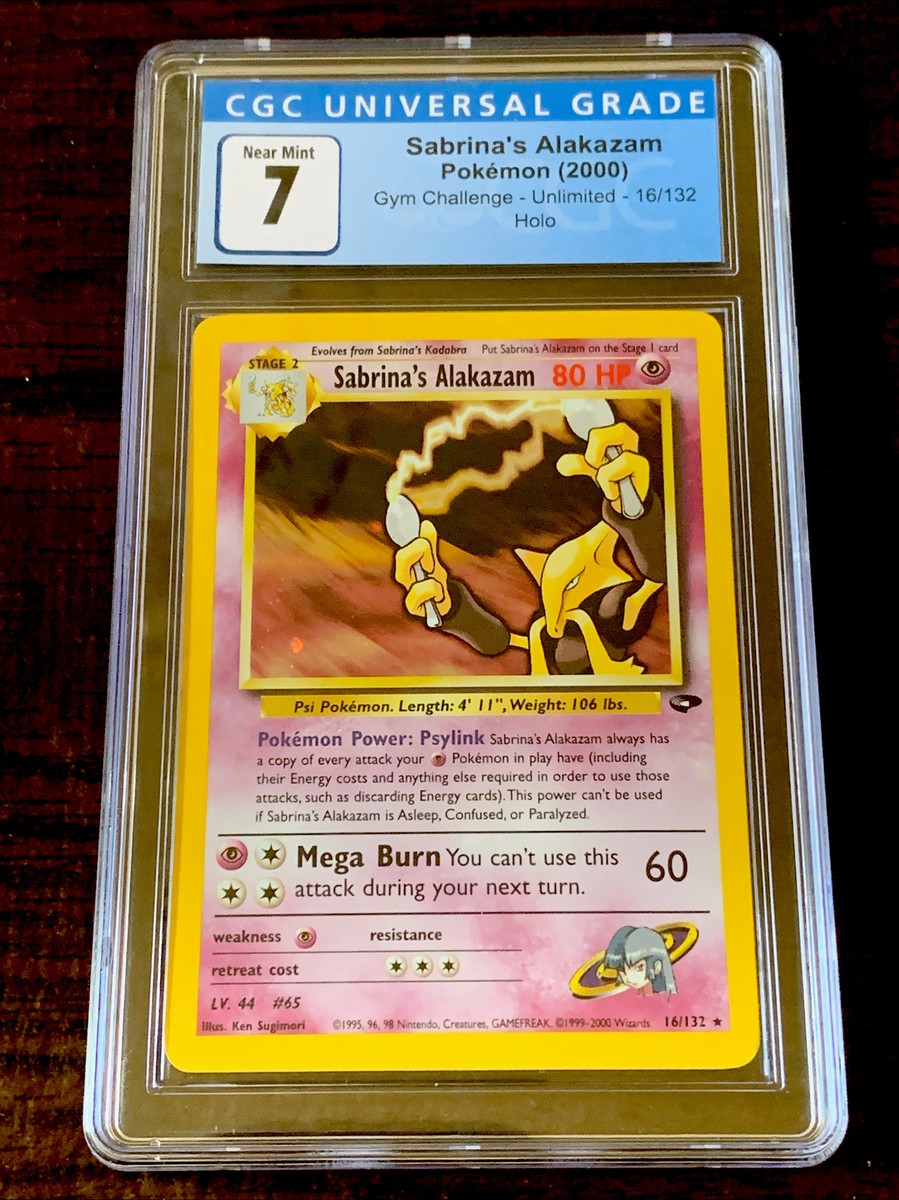 CGC UNIVERSAL GRADE
Near Mint
7
Sabrina's Alakazam
Pokémon (2000)
Gym Challenge - Unlimited - 16/132
Holo
Evolves from Sabrina's Kadabra Put Sabrina's Alakazam on the Stage 1 card
STAGE 2
Sabrina's Alakazam 80 HP
Psi Pokémon. Length: 4' 11", Weight: 106 lbs.
Pokémon Power: Psylink Sabrina's Alakazam always has
a copy of every attack your Pokémon in play have (including
their Energy costs and anything else required in order to use those
attacks, such as discarding Energy cards). This power can't be used
if Sabrina's Alakazam is Asleep, Confused, or Paralyzed.
Mega Burn You can't use this 60
attack during your next turn.
weakness resistance
retreat cost
LV. 44 #65
Illus. Ken Sugimori ©1995, 96, 98 Nintendo, Creatures, GAMEFREAK. ©1999-2000 Wizards. 16/132 ★